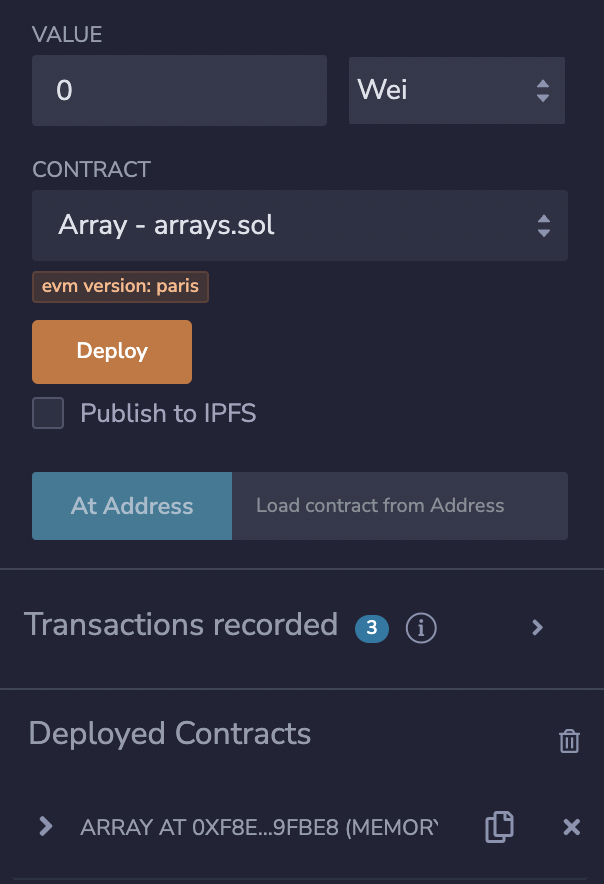 VALUE
0
Wei
CONTRACT
Array - arrays.sol
evm version: paris
Deploy
Publish to IPFS
At Address
Load contract from Address
Transactions recorded 3 i
Deployed Contracts
ARRAY AT 0XF8E...9FBE8 (MEMORY